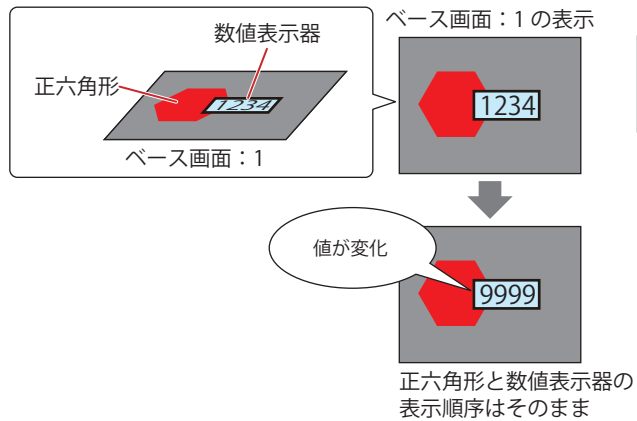 数値表示器
正六角形
1234
ベース画面：1
ベース画面：1 の表示
1234
値が変化
9999
正六角形と数値表示器の
表示順序はそのまま